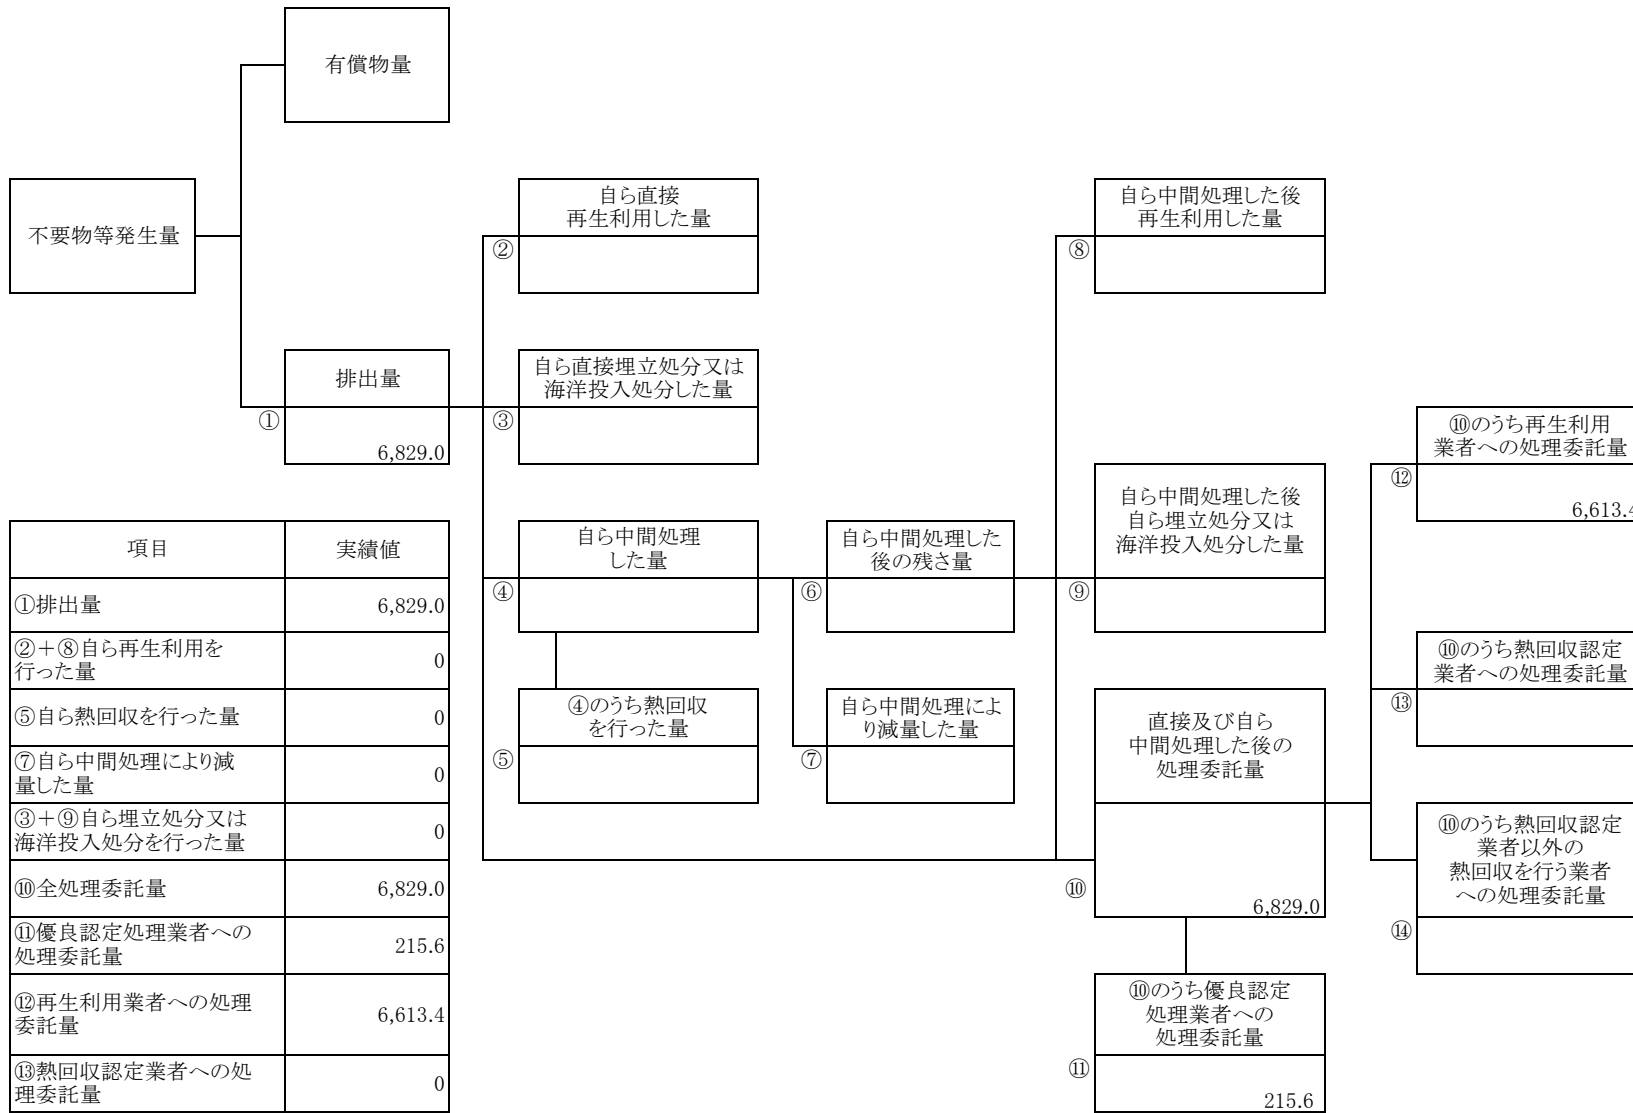 有償物量
不要物等発生量
自ら直接
再生利用した量
②
自ら中間処理した後
再生利用した量
⑧
排出量
①
6,829.0
自ら直接埋立処分又は
海洋投入処分した量
③
⑩のうち再生利用
業者への処理委託量
⑫
6,613.4
自ら中間処理
した量
④
自ら中間処理した
後の残さ量
⑥
自ら中間処理した後
自ら埋立処分又は
海洋投入処分した量
⑨
⑩のうち熱回収認定
業者への処理委託量
⑬
④のうち熱回収
を行った量
⑤
自ら中間処理によ
り減量した量
⑦
直接及び自ら
中間処理した後の
処理委託量
⑩
6,829.0
⑩のうち熱回収認定
業者以外の
熱回収を行う業者
への処理委託量
⑭
⑩のうち優良認定
処理業者への
処理委託量
⑪
215.6
項目 実績値
①排出量 6,829.0
②+⑧自ら再生利用を
行った量 0
⑤自ら熱回収を行った量 0
⑦自ら中間処理により減
量した量 0
③+⑨自ら埋立処分又は
海洋投入処分を行った量 0
⑩全処理委託量 6,829.0
⑪優良認定処理業者への
処理委託量 215.6
⑫再生利用業者への処理
委託量 6,613.4
⑬熱回収認定業者への処
理委託量 0